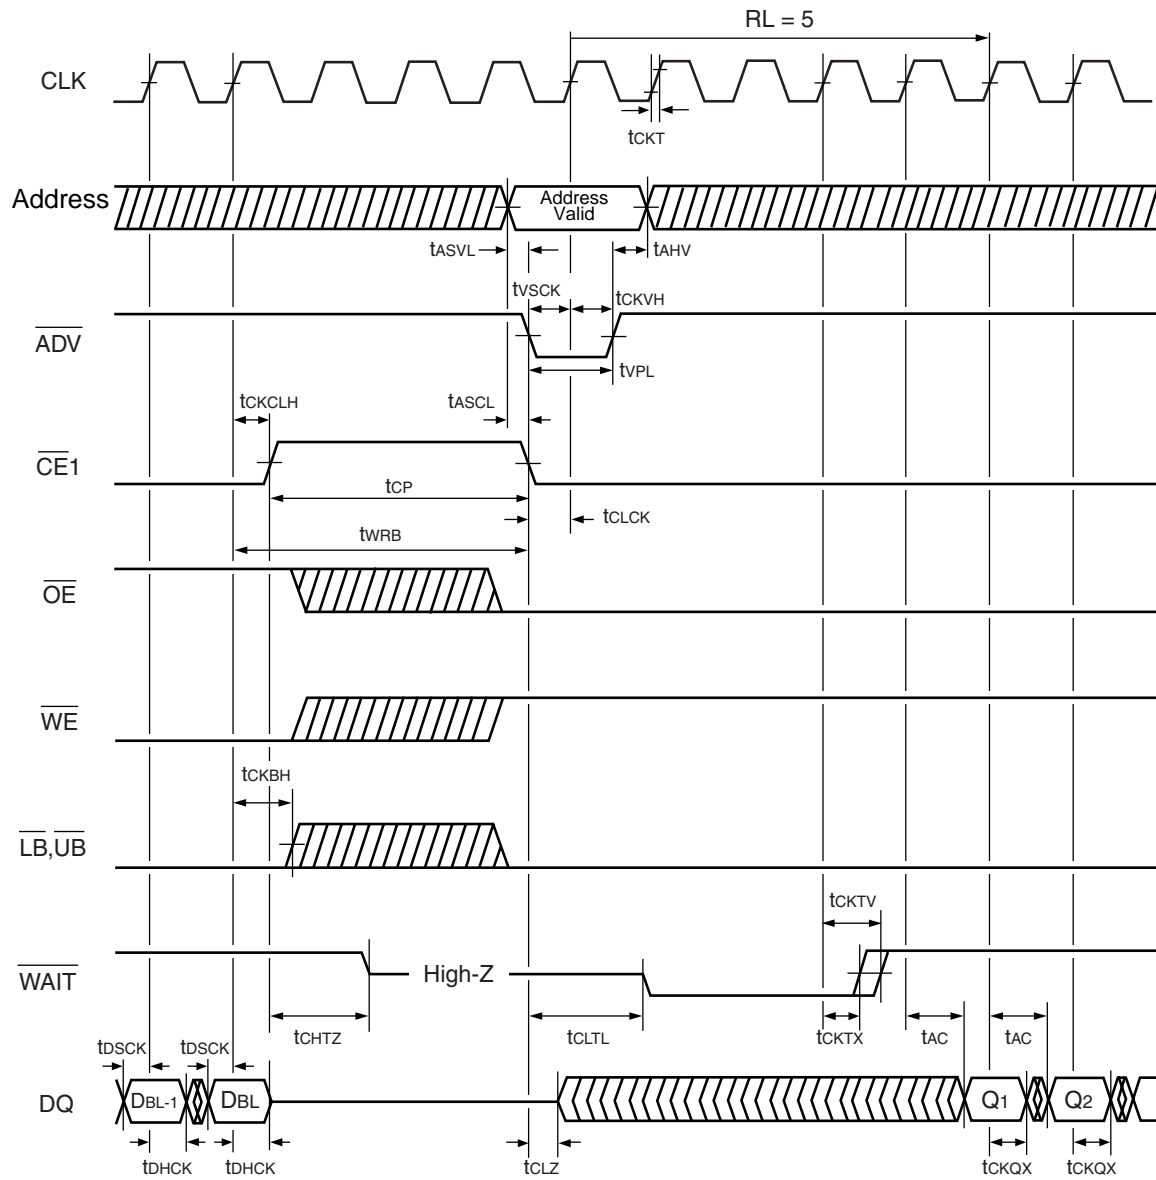 RL = 5
CLK
tCKT
Address
Address
Valid
tASVL
tAHV
tVSCK
tCKVH
ADV
tVPL
tCKCLH
tASCL
CE1
tCP
tCLCK
tWRB
OE
WE
tCKBH
LB,UB
tCKTV
WAIT
High-Z
tCHTZ
tCLTL
tCKTX
tAC
tAC
tDSCK
tDSCK
DQ
DBL-1
DBL
Q1
Q2
tDHCK
tDHCK
tCLZ
tCKQX
tCKQX